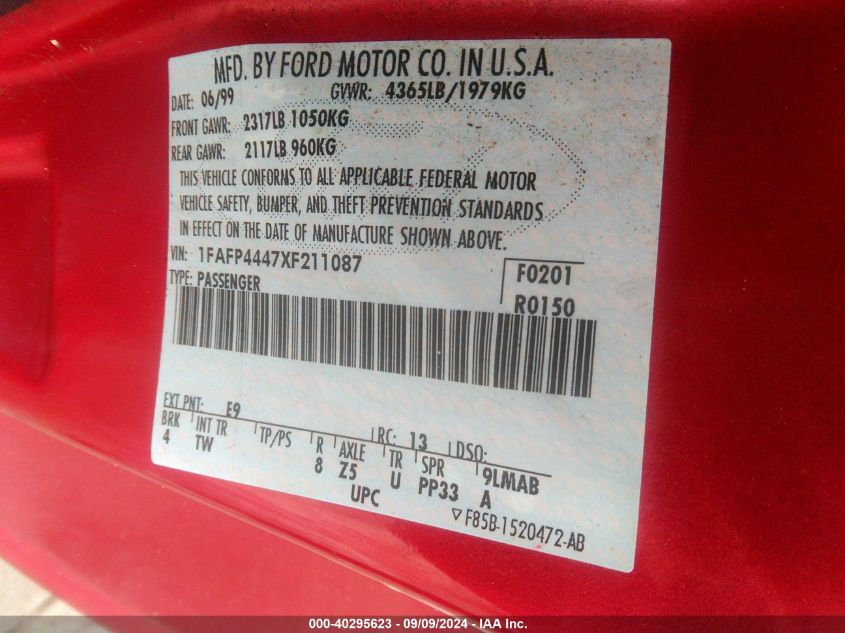 MFD. BY FORD MOTOR CO. IN U.S.A.
DATE: 06/99 GVWR: 4365LB/1979KG
FRONT GAWR: 2317LB 1050KG
REAR GAWR: 2117LB 960KG
THIS VEHICLE CONFORMS TO ALL APPLICABLE FEDERAL MOTOR
VEHICLE SAFETY, BUMPER, AND THEFT PREVENTION STANDARDS
IN EFFECT ON THE DATE OF MANUFACTURE SHOWN ABOVE.
VIN: 1FAFP4447XF211087
TYPE: PASSENGER
F0201
R0150
EXT PNT: E9 RC: 13 DSO:
BRK INT TR TP/PS R AXLE TR SPR 9LMAB
4 TW 8 Z5 U PP33 A
UPC
▽F85B-1520472-AB
000-40295623 - 09/09/2024 - IAA Inc.